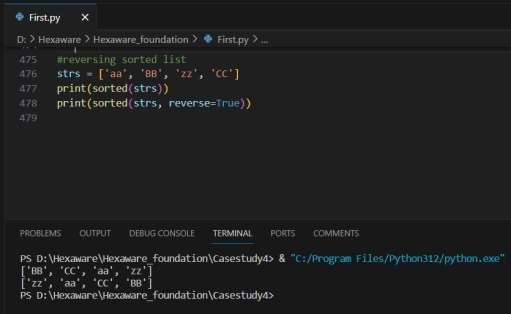 First.py ×
D: > Hexaware > Hexaware_foundation > First.py > ...
475 #reversing sorted list
476 strs = ['aa', 'BB', 'zz', 'CC']
477 print(sorted(strs))
478 print(sorted(strs, reverse=True))
479
PROBLEMS OUTPUT DEBUG CONSOLE TERMINAL PORTS COMMENTS
PS D:\Hexaware\Hexaware_foundation\Casestudy4> & "C:/Program Files/Python312/python.exe"
['BB', 'CC', 'aa', 'zz']
['zz', 'aa', 'CC', 'BB']
PS D:\Hexaware\Hexaware_foundation\Casestudy4>